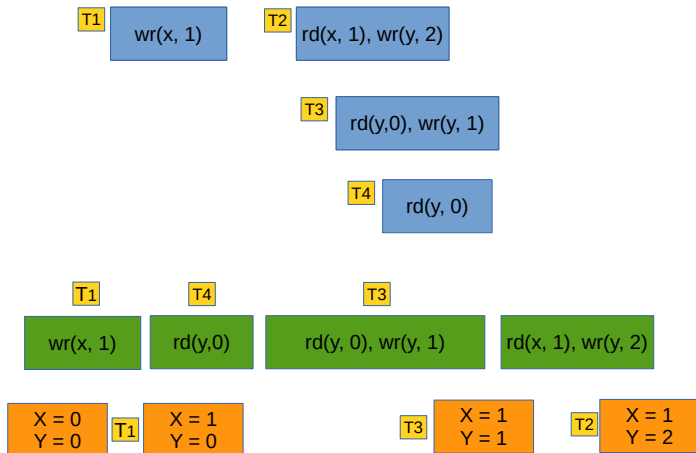 T1 wr(x, 1) T2 rd(x, 1), wr(y, 2)
T3 rd(y,0), wr(y, 1)
T4 rd(y, 0)
T1 T4 T3
wr(x, 1) rd(y,0) rd(y, 0), wr(y, 1) rd(x, 1), wr(y, 2)
X = 0
Y = 0
T1
X = 1
Y = 0
T3
X = 1
Y = 1
T2
X = 1
Y = 2